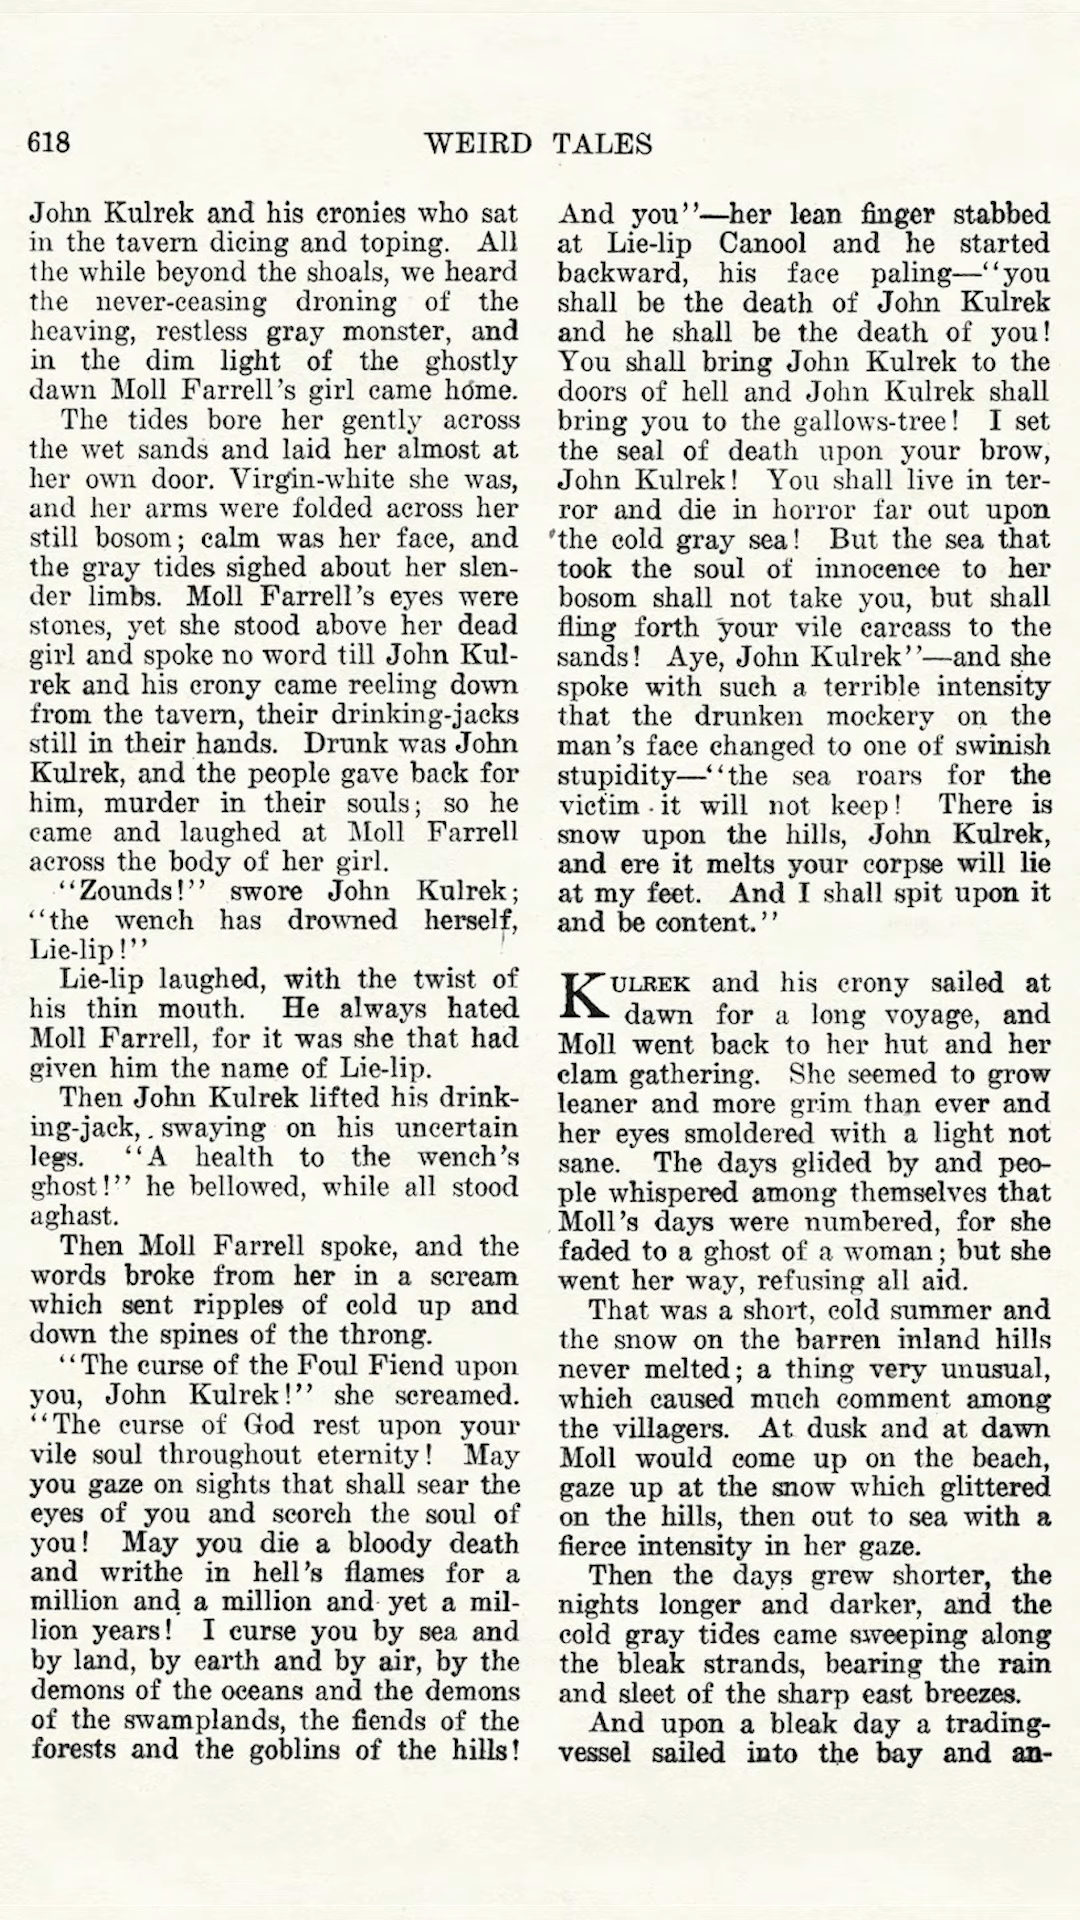 618
WEIRD TALES
John Kulrek and his cronies who sat
in the tavern dicing and toping. All
the while beyond the shoals, we heard
the never-ceasing droning of the
heaving, restless gray monster, and
in the dim light of the ghostly
dawn Moll Farrell's girl came home.
The tides bore her gently across
the wet sands and laid her almost at
her own door. Virgin-white she was,
and her arms were folded across her
still bosom; calm was her face, and
the gray tides sighed about her slen-
der limbs. Moll Farrell's eyes were
stones, yet she stood above her dead
girl and spoke no word till John Kul-
rek and his crony came reeling down
from the tavern, their drinking-jacks
still in their hands. Drunk was John
Kulrek, and the people gave back for
him, murder in their souls; so he
came and laughed at Moll Farrell
across the body of her girl.
"Zounds!" swore John Kulrek;
"the wench has drowned herself,
Lie-lip!"
Lie-lip laughed, with the twist of
his thin mouth. He always hated
Moll Farrell, for it was she that had
given him the name of Lie-lip.
Then John Kulrek lifted his drink-
ing-jack, swaying on his uncertain
legs. "A health to the wench's
ghost!" he bellowed, while all stood
aghast.
Then Moll Farrell spoke, and the
words broke from her in a scream
which sent ripples of cold up and
down the spines of the throng.
"The curse of the Foul Fiend upon
you, John Kulrek!" she screamed.
"The curse of God rest upon your
vile soul throughout eternity! May
you gaze on sights that shall sear the
eyes of you and scorch the soul of
you! May you die a bloody death
and writhe in hell's flames for a
million and a million and yet a mil-
lion years! I curse you by sea and
by land, by earth and by air, by the
demons of the oceans and the demons
of the swamplands, the fiends of the
forests and the goblins of the hills!
And you"—her lean finger stabbed
at Lie-lip Canool and he started
backward, his face paling—"you
shall be the death of John Kulrek
and he shall be the death of you!
You shall bring John Kulrek to the
doors of hell and John Kulrek shall
bring you to the gallows-tree! I set
the seal of death upon your brow,
John Kulrek! You shall live in ter-
ror and die in horror far out upon
the cold gray sea! But the sea that
took the soul of innocence to her
bosom shall not take you, but shall
fling forth your vile carcass to the
sands! Aye, John Kulrek"—and she
spoke with such a terrible intensity
that the drunken mockery on the
man's face changed to one of swinish
stupidity—"the sea roars for the
victim it will not keep! There is
snow upon the hills, John Kulrek,
and ere it melts your corpse will lie
at my feet. And I shall spit upon it
and be content."
KULREK and his crony sailed at
dawn for a long voyage, and
Moll went back to her hut and her
clam gathering. She seemed to grow
leaner and more grim than ever and
her eyes smoldered with a light not
sane. The days glided by and peo-
ple whispered among themselves that
Moll's days were numbered, for she
faded to a ghost of a woman; but she
went her way, refusing all aid.
That was a short, cold summer and
the snow on the barren inland hills
never melted; a thing very unusual,
which caused much comment among
the villagers. At dusk and at dawn
Moll would come up on the beach,
gaze up at the snow which glittered
on the hills, then out to sea with a
fierce intensity in her gaze.
Then the days grew shorter, the
nights longer and darker, and the
cold gray tides came sweeping along
the bleak strands, bearing the rain
and sleet of the sharp east breezes.
And upon a bleak day a trading-
vessel sailed into the bay and an-